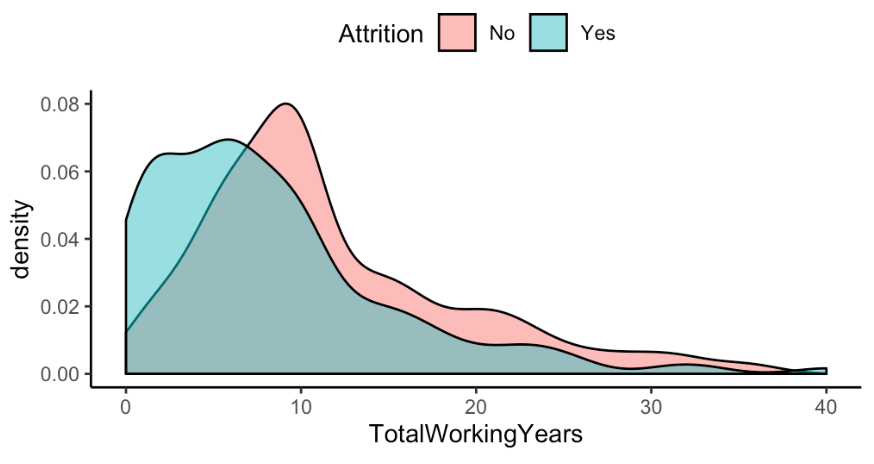 Attrition No Yes
0.08
0.06
0.04
0.02
0.00
density
0 10 20 30 40
TotalWorkingYears